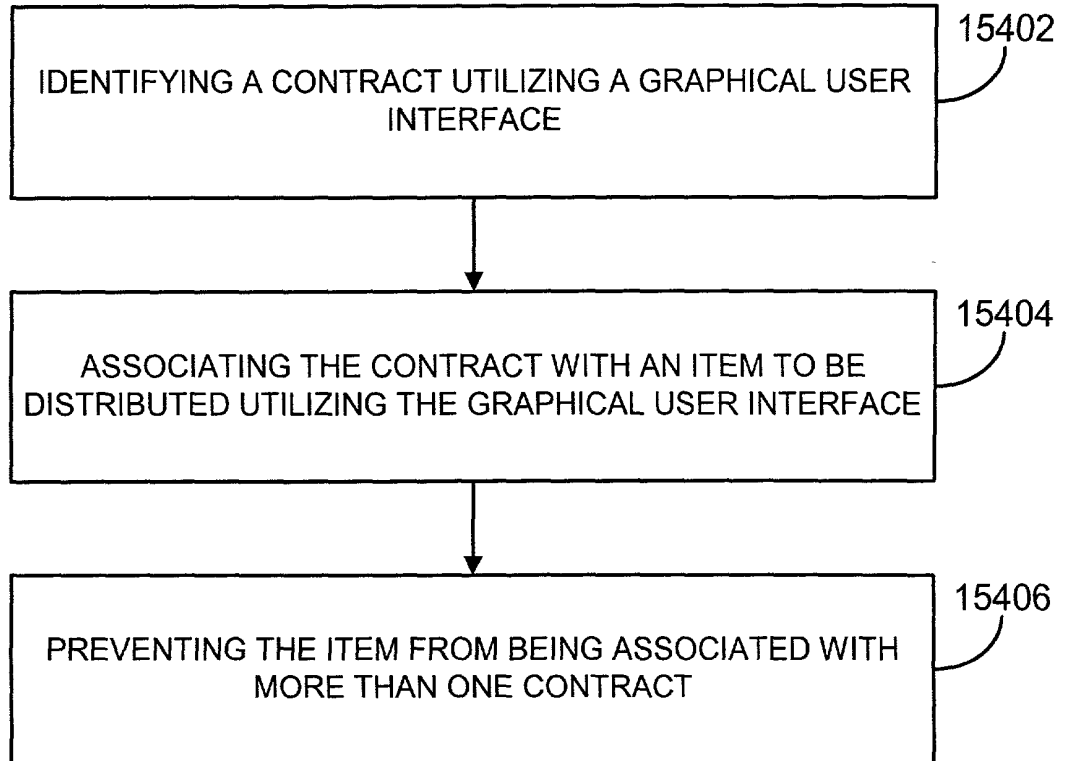 15402
IDENTIFYING A CONTRACT UTILIZING A GRAPHICAL USER
INTERFACE
15404
ASSOCIATING THE CONTRACT WITH AN ITEM TO BE
DISTRIBUTED UTILIZING THE GRAPHICAL USER INTERFACE
15406
PREVENTING THE ITEM FROM BEING ASSOCIATED WITH
MORE THAN ONE CONTRACT